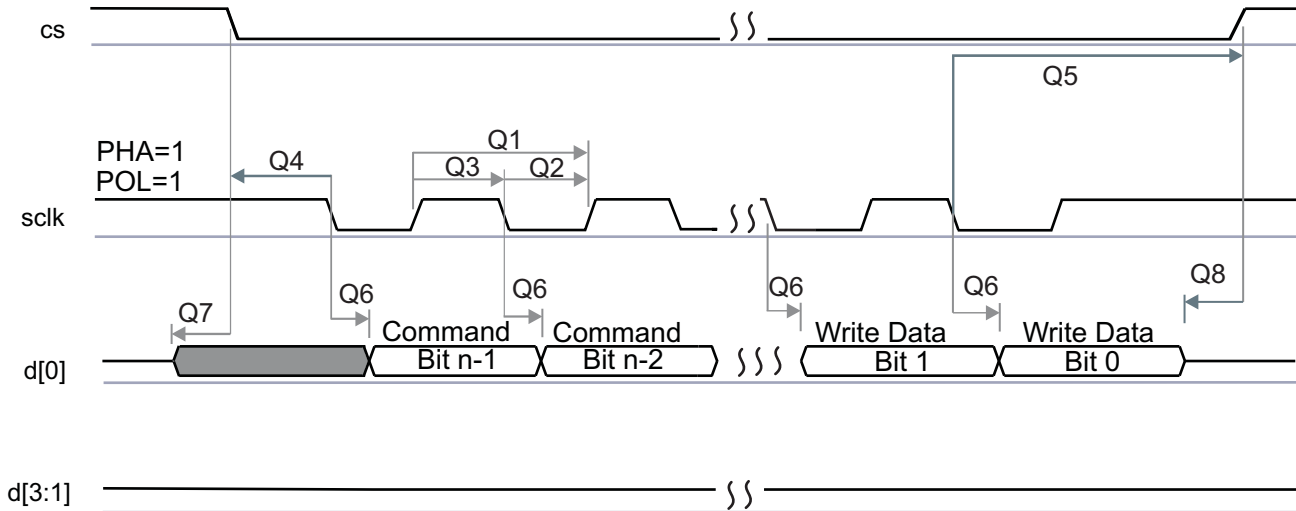 cs
Q5
PHA=1
POL=1
Q4
Q1
Q3
Q2
sclk
Q7
Q6
Q6
Q6
Q6
Q8
Command
Command
Write Data
Write Data
d[0]
Bit n-1
Bit n-2
Bit 1
Bit 0
d[3:1]